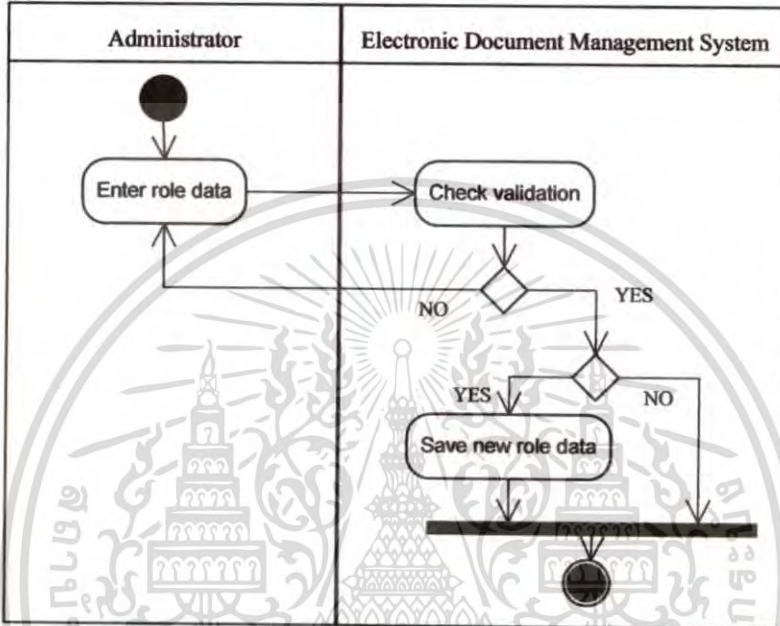 Administrator
Electronic Document Management System
Enter role data
Check validation
NO
YES
YES
NO
Save new role data